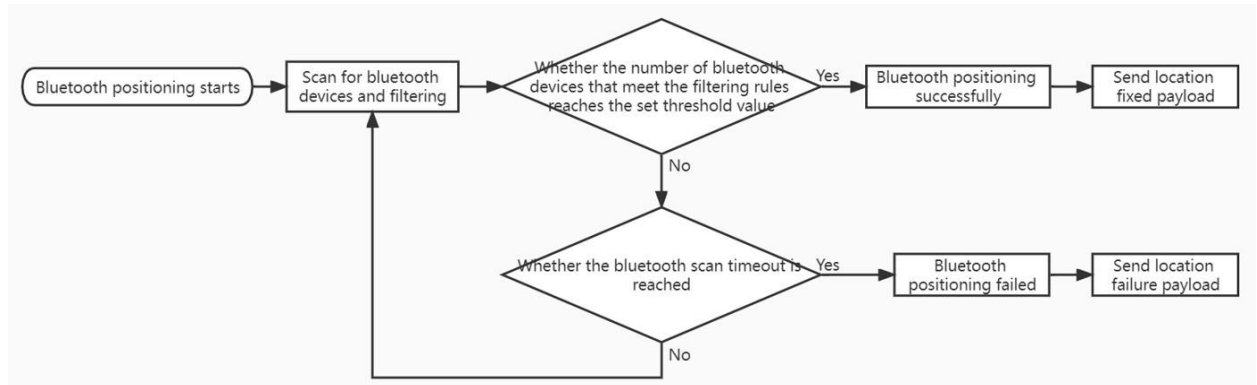 Bluetooth positioning starts
Scan for bluetooth
devices and filtering
Whether the number of bluetooth
devices that meet the filtering rules
reaches the set threshold value
Yes
Bluetooth positioning
successfully
Send location
fixed payload
No
Whether the bluetooth scan timeout is
reached
Yes
Bluetooth
positioning failed
Send location
failure payload
No